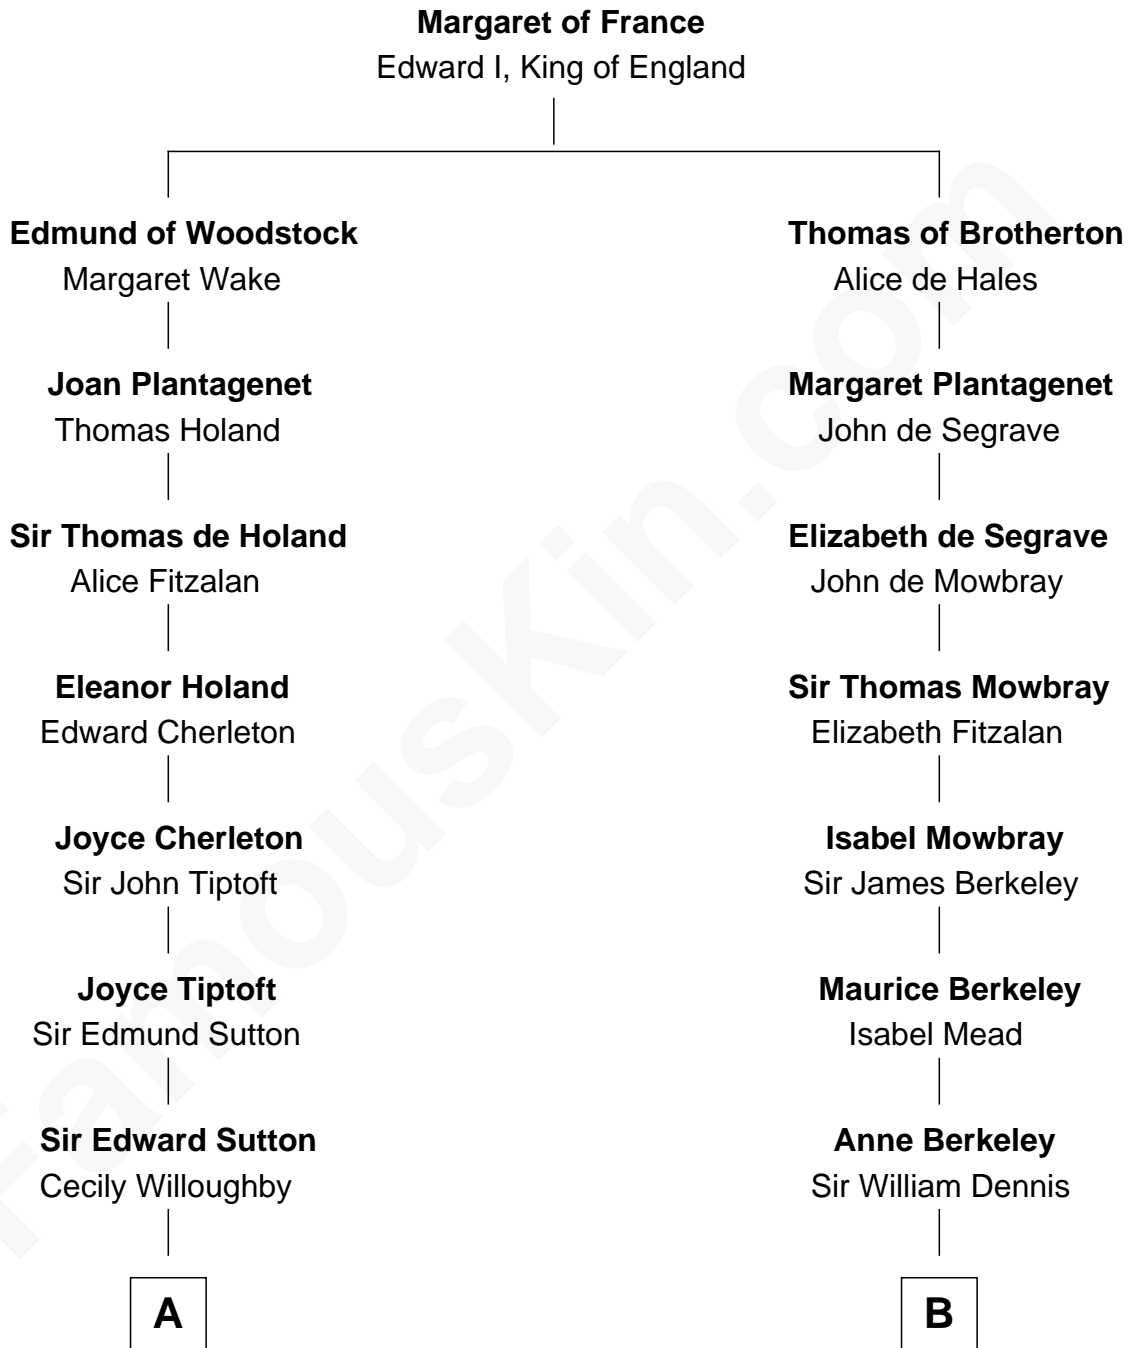 Margaret of France
Edward I, King of England
Edmund of Woodstock
Margaret Wake
Thomas of Brotherton
Alice de Hales
Joan Plantagenet
Thomas Holand
Margaret Plantagenet
John de Segrave
Sir Thomas de Holand
Alice Fitzalan
Elizabeth de Segrave
John de Mowbray
Eleanor Holand
Edward Cherleton
Sir Thomas Mowbray
Elizabeth Fitzalan
Joyce Cherleton
Sir John Tiptoft
Isabel Mowbray
Sir James Berkeley
Joyce Tiptoft
Sir Edmund Sutton
Maurice Berkeley
Isabel Mead
Sir Edward Sutton
Cecily Willoughby
Anne Berkeley
Sir William Dennis
A
B
FamousKin.com